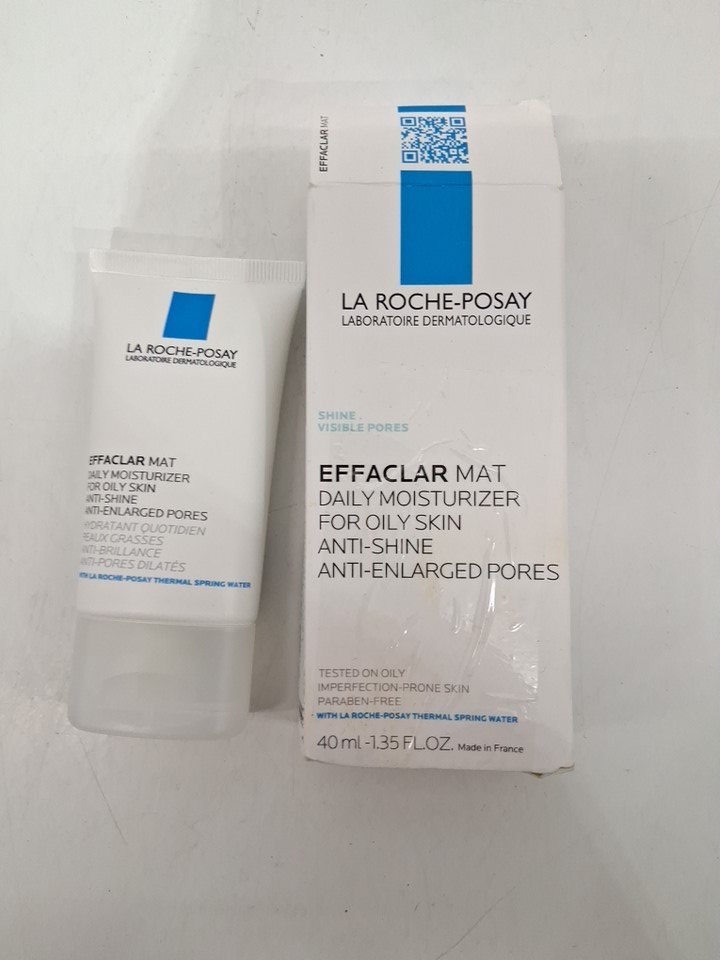 LA ROCHE-POSAY
LABORATOIRE DERMATOLOGIQUE
EFFACLAR MAT
DAILY MOISTURIZER
FOR OILY SKIN
ANTI-SHINE
ANTI-ENLARGED PORES
HYDRATANT QUOTIDIEN
PEAUX GRASSES
ANTI-BRILLANCE
ANTI-PORES DILATÉS
WITH LA ROCHE-POSAY THERMAL SPRING WATER
EFFACLAR MAT
LA ROCHE-POSAY
LABORATOIRE DERMATOLOGIQUE
SHINE
VISIBLE PORES
EFFACLAR MAT
DAILY MOISTURIZER
FOR OILY SKIN
ANTI-SHINE
ANTI-ENLARGED PORES
TESTED ON OILY
IMPERFECTION-PRONE SKIN
PARABEN-FREE
WITH LA ROCHE-POSAY THERMAL SPRING WATER
40 ml - 1.35 FL.OZ. Made in France